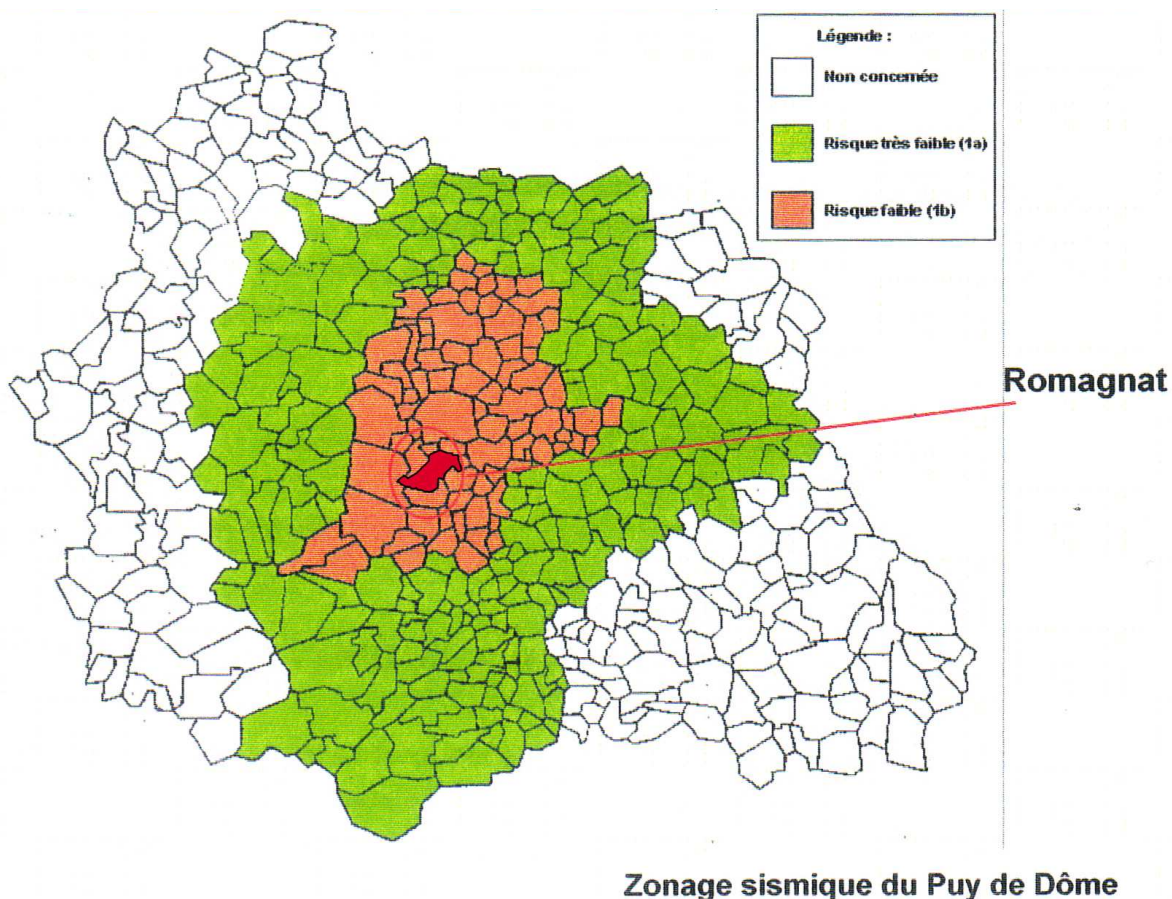 Légende :
Non concernée
Risque très faible (1a)
Risque faible (1b)
Romagnat
Zonage sismique du Puy de Dôme